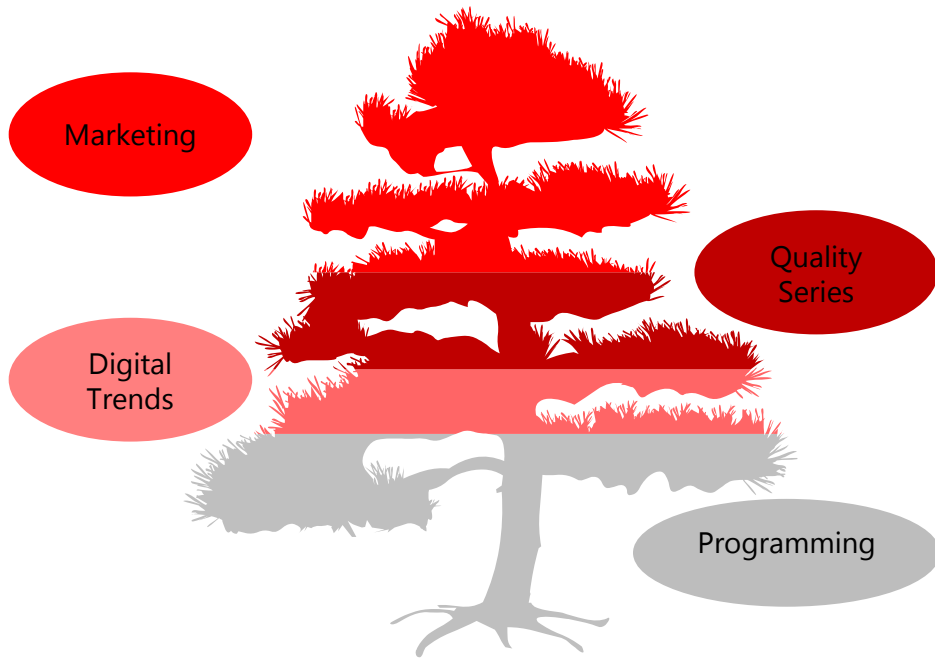 Marketing
Quality
Series
Digital
Trends
Programming